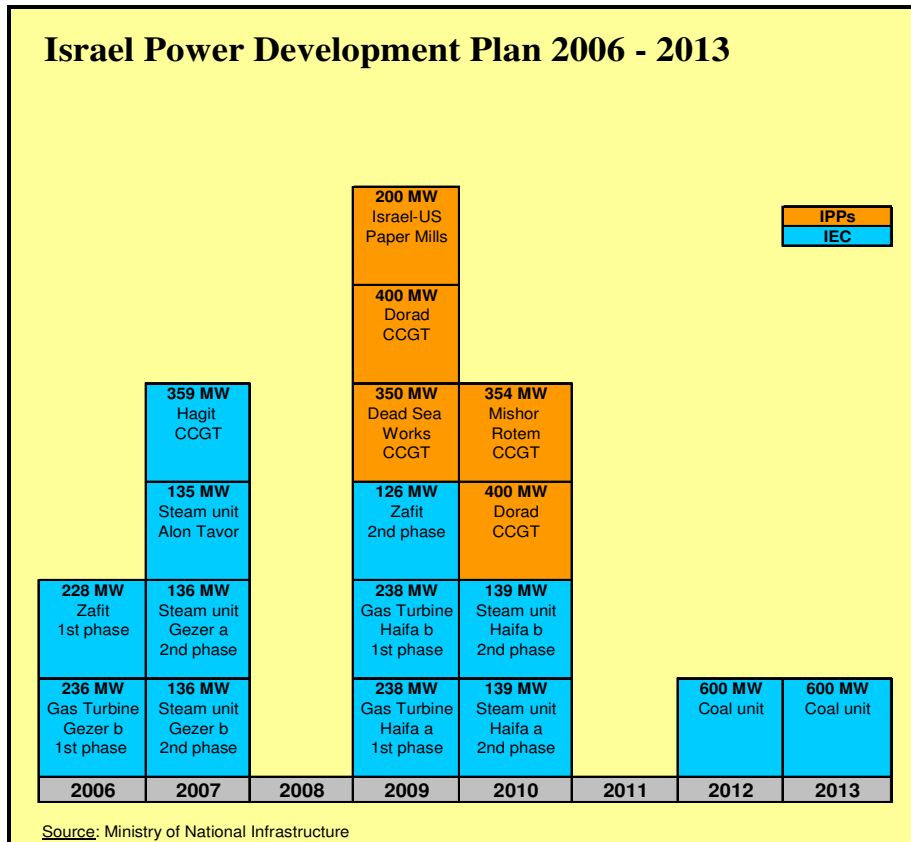 Israel Power Development Plan 2006 - 2013
200 MW
Israel-US
Paper Mills
IPPs
IEC
400 MW
Dorad
CCGT
359 MW
Hagit
CCGT
350 MW
Dead Sea
Works
CCGT
354 MW
Mishor
Rotem
CCGT
135 MW
Steam unit
Alon Tavor
126 MW
Zafit
2nd phase
400 MW
Dorad
CCGT
228 MW
Zafit
1st phase
136 MW
Steam unit
Gezer a
2nd phase
238 MW
Gas Turbine
Haifa b
1st phase
139 MW
Steam unit
Haifa b
2nd phase
236 MW
Gas Turbine
Gezer b
1st phase
136 MW
Steam unit
Gezer b
2nd phase
238 MW
Gas Turbine
Haifa a
1st phase
139 MW
Steam unit
Haifa a
2nd phase
600 MW
Coal unit
600 MW
Coal unit
2006 2007 2008 2009 2010 2011 2012 2013
Source: Ministry of National Infrastructure